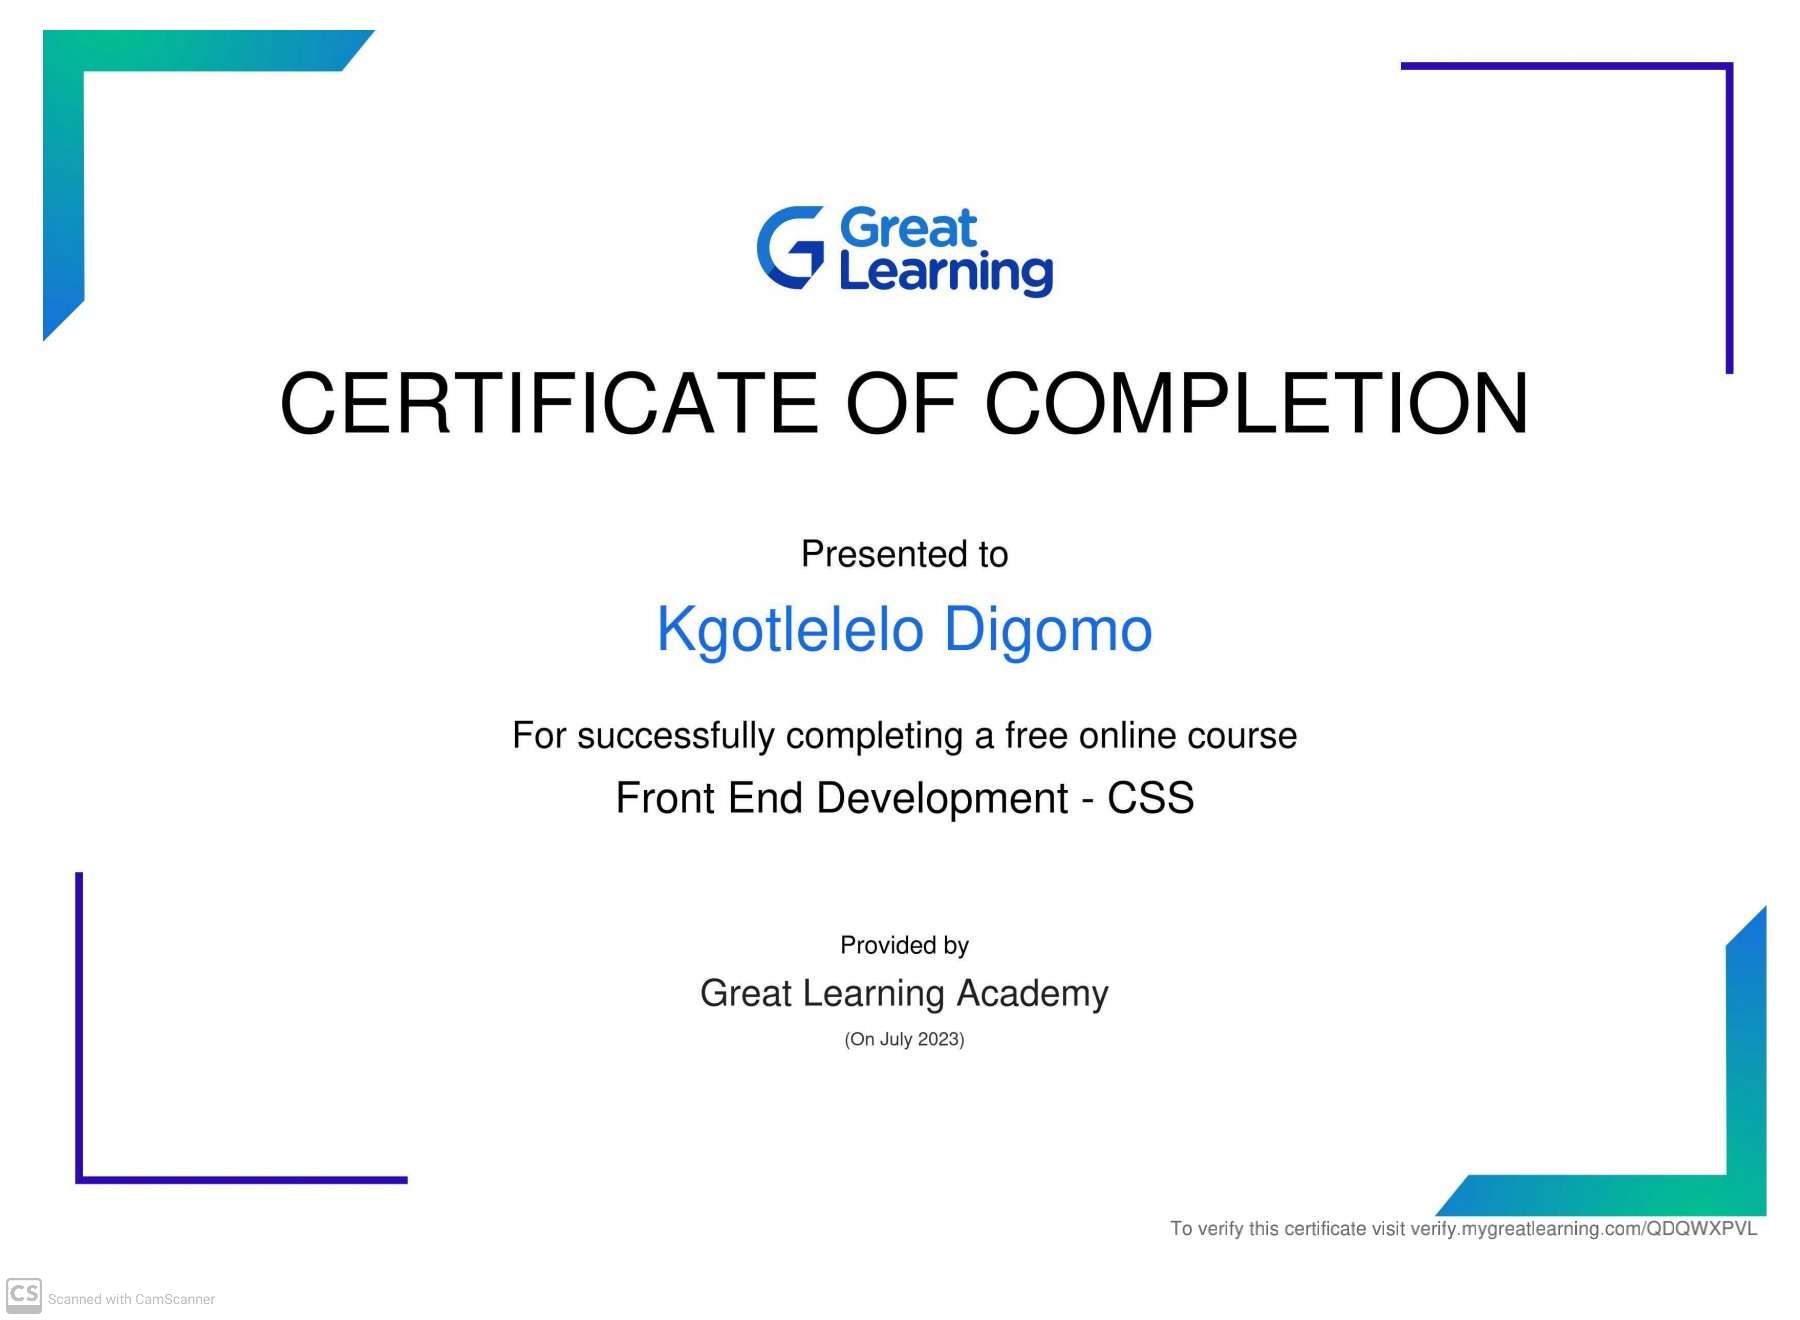 Great
Learning
CERTIFICATE OF COMPLETION
Presented to
Kgotlelelo Digomo
For successfully completing a free online course
Front End Development - CSS
Provided by
Great Learning Academy
(On July 2023)
To verify this certificate visit verify.mygreatlearning.com/QDQWXPVL
CS Scanned with CamScanner